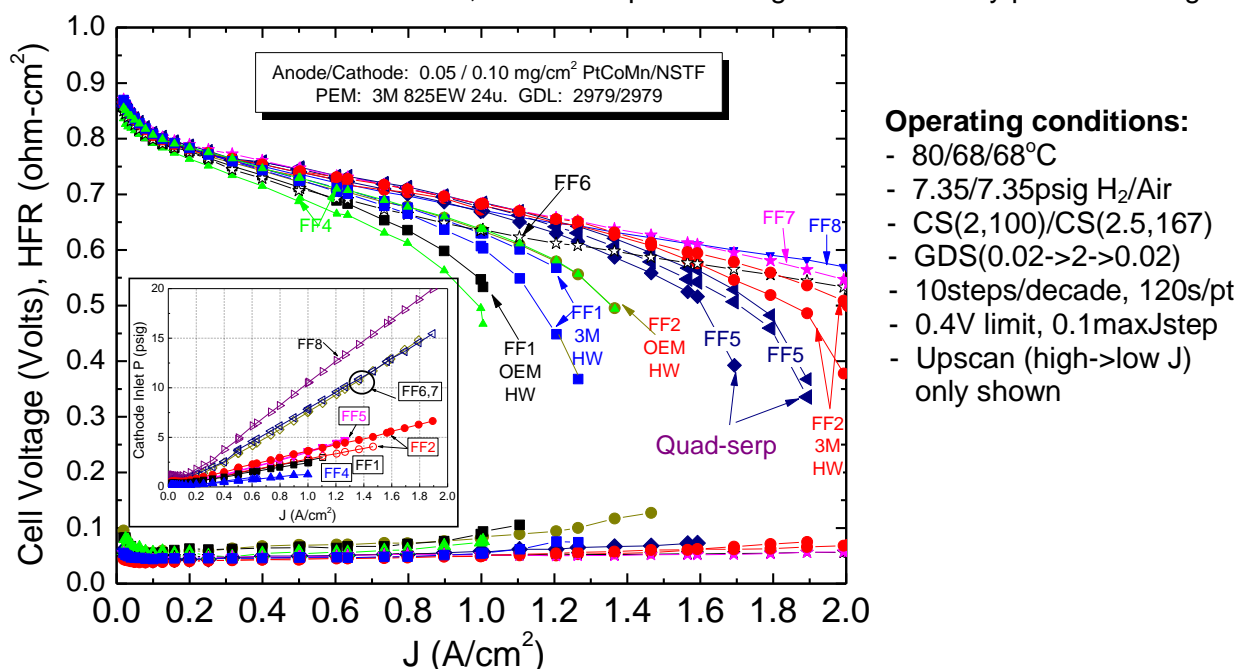 Cell Voltage (Volts), HFR (ohm-cm²)
1.0
0.9
0.8
0.7
0.6
0.5
0.4
0.3
0.2
0.1
0.0
Anode/Cathode: 0.05 / 0.10 mg/cm² PtCoMn/NSTF
PEM: 3M 825EW 24u. GDL: 2979/2979
FF4
FF6
FF7
FF8
FF1
OEM
HW
FF1
3M
HW
FF2
OEM
HW
FF5
FF5
FF2
3M
HW
Quad-serp
Cathode Inlet P (psig)
20
15
10
5
0
FF8
FF6,7
FF5
FF2
FF1
FF4
0.0 0.2 0.4 0.6 0.8 1.0 1.2 1.4 1.6 1.8 2.0
J (A/cm²)
0.0 0.2 0.4 0.6 0.8 1.0 1.2 1.4 1.6 1.8 2.0
J (A/cm²)
Operating conditions:
- 80/68/68°C
- 7.35/7.35psig H₂/Air
- CS(2,100)/CS(2.5,167)
- GDS(0.02->2->0.02)
- 10steps/decade, 120s/pt
- 0.4V limit, 0.1maxJstep
- Upscan (high->low J)
only shown